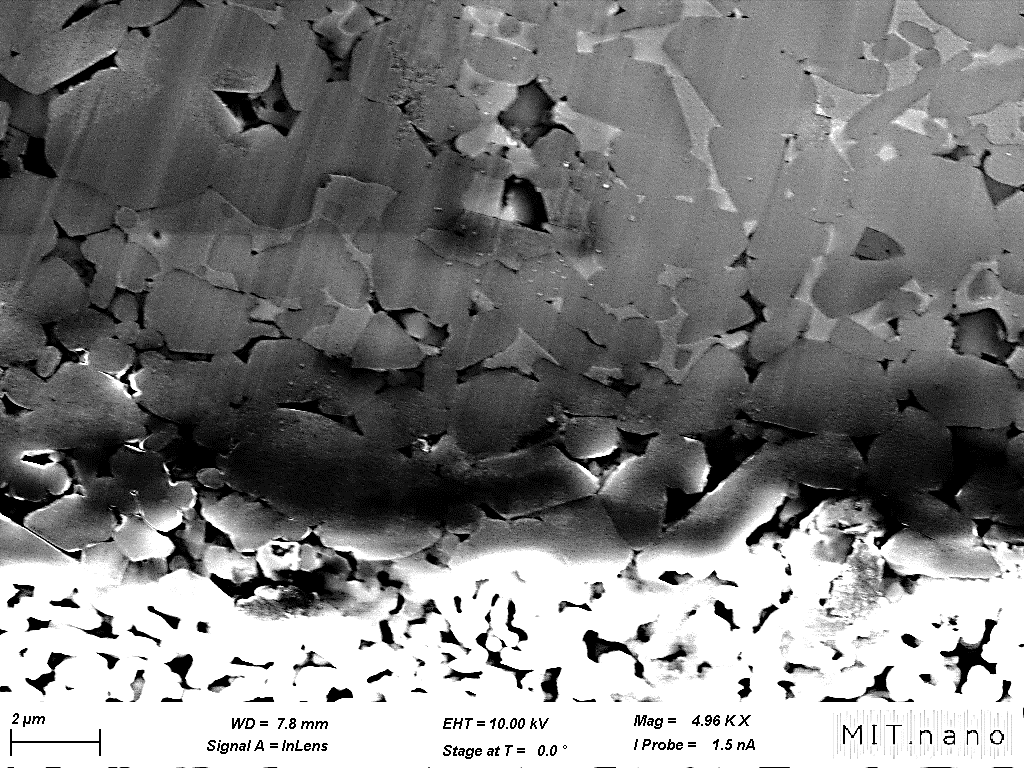 2 µm
WD = 7.8 mm
EHT = 10.00 kV
Mag = 4.96 K X
MIT.nano
Signal A = InLens
Stage at T = 0.0 °
I Probe = 1.5 nA